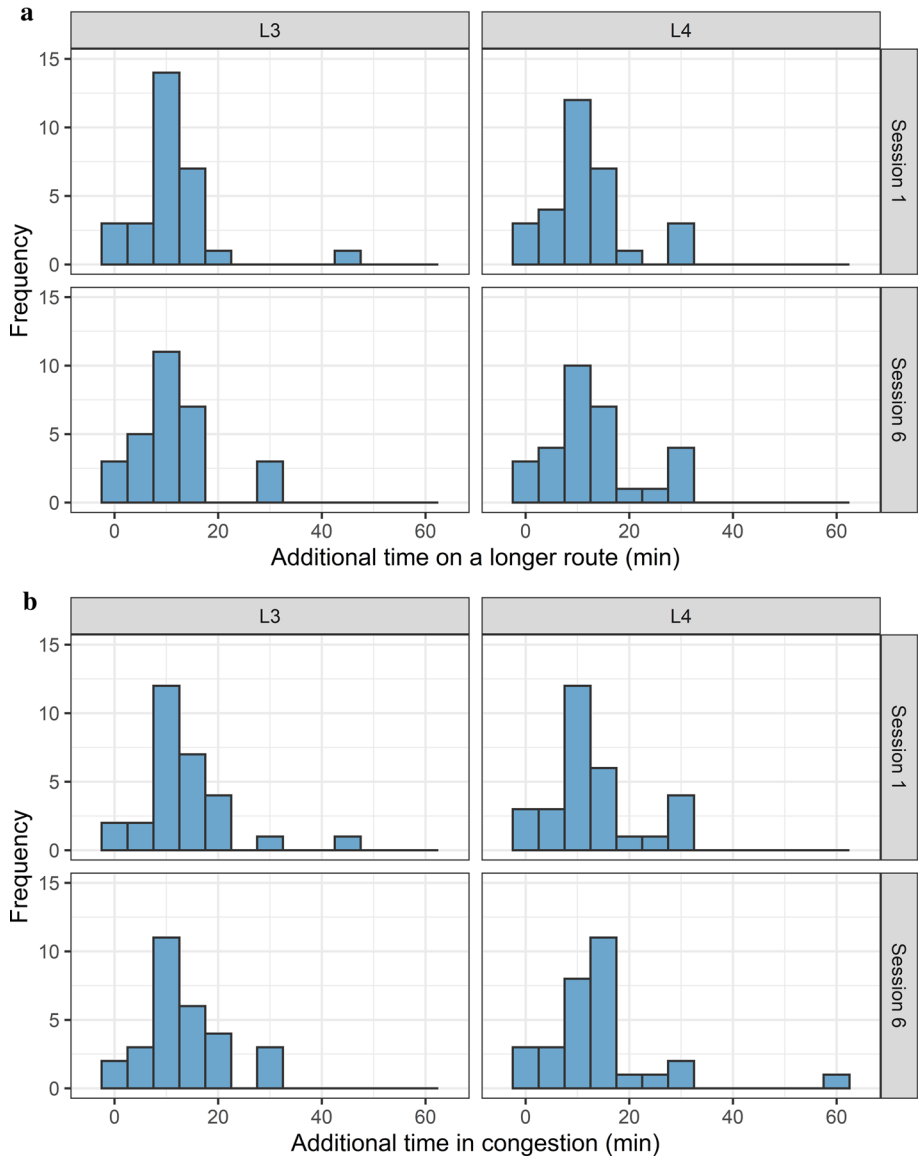 a
L3 L4
15
10
5
0
Session 1
15
10
5
0
Session 6
Frequency
0 20 40 60 0 20 40 60
Additional time on a longer route (min)
b
L3 L4
15
10
5
0
Session 1
15
10
5
0
Session 6
Frequency
0 20 40 60 0 20 40 60
Additional time in congestion (min)